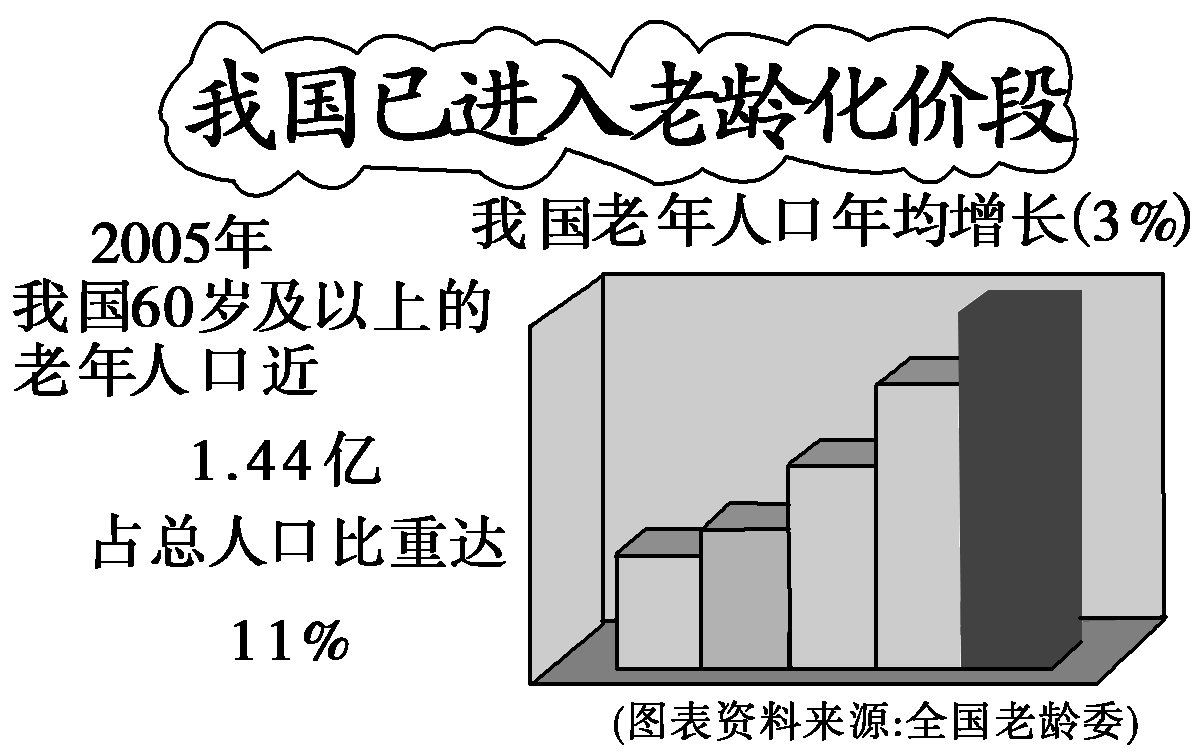 我国已进入老龄化价段
我国老年人口年均增长(3%)
2005年
我国60岁及以上的
老年人口近
1.44亿
占总人口比重达
11%
(图表资料来源:全国老龄委)